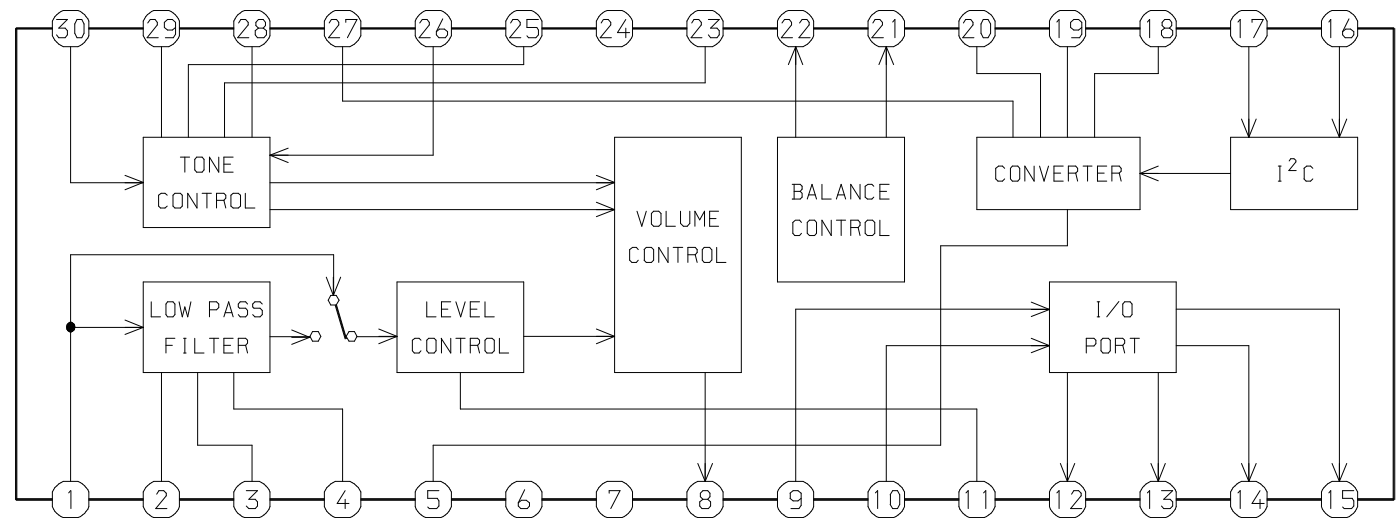 30 29 28 27 26 25 24 23 22 21 20 19 18 17 16
TONE
CONTROL
VOLUME
CONTROL
BALANCE
CONTROL
CONVERTER
I²C
LOW PASS
FILTER
LEVEL
CONTROL
I/O
PORT
1 2 3 4 5 6 7 8 9 10 11 12 13 14 15